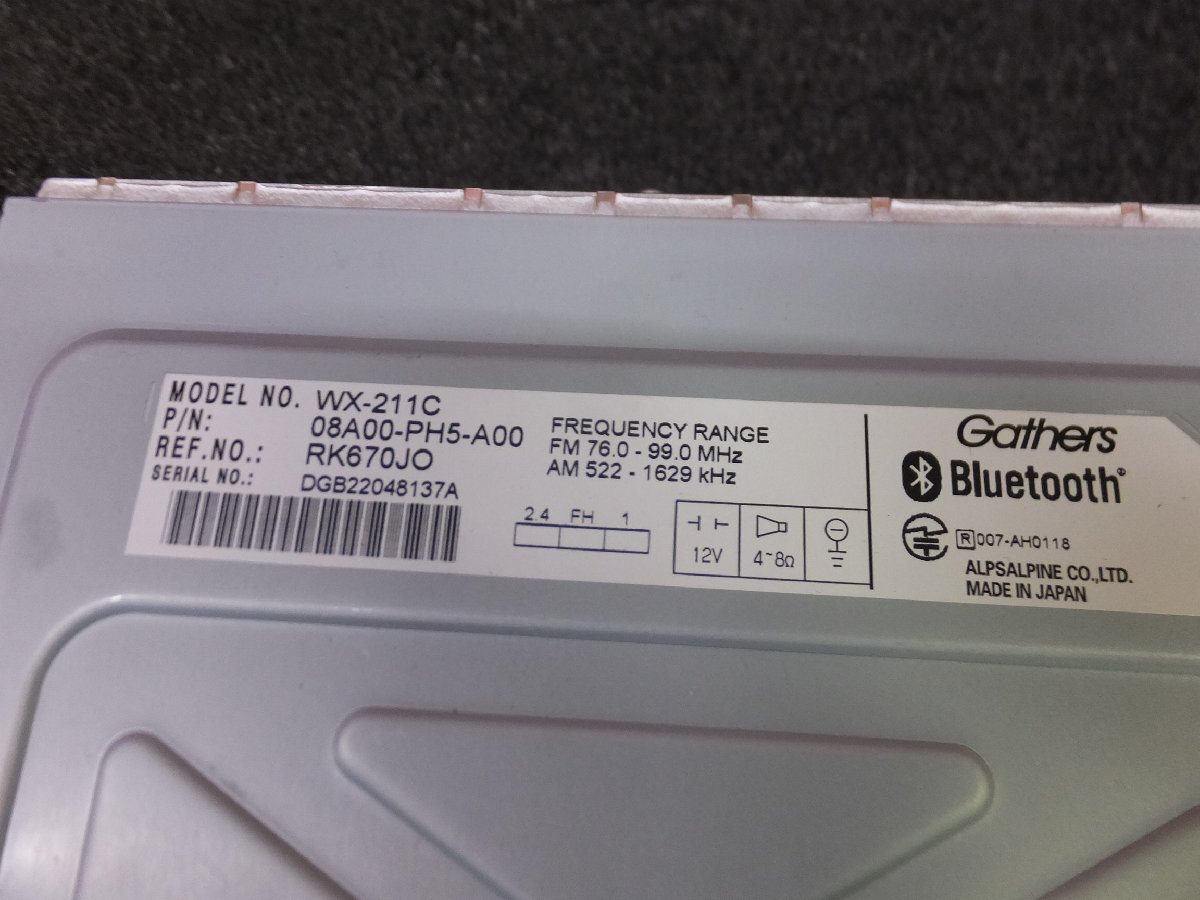 MODEL NO. WX-211C
P/N: 08A00-PH5-A00
REF.NO.: RK670JO
SERIAL NO.: DGB22048137A
FREQUENCY RANGE
FM 76.0 - 99.0 MHz
AM 522 - 1629 kHz
2.4 FH 1
12V
4~8Ω
Gathers
Bluetooth®
R 007-AH0118
ALPSALPINE CO.,LTD.
MADE IN JAPAN